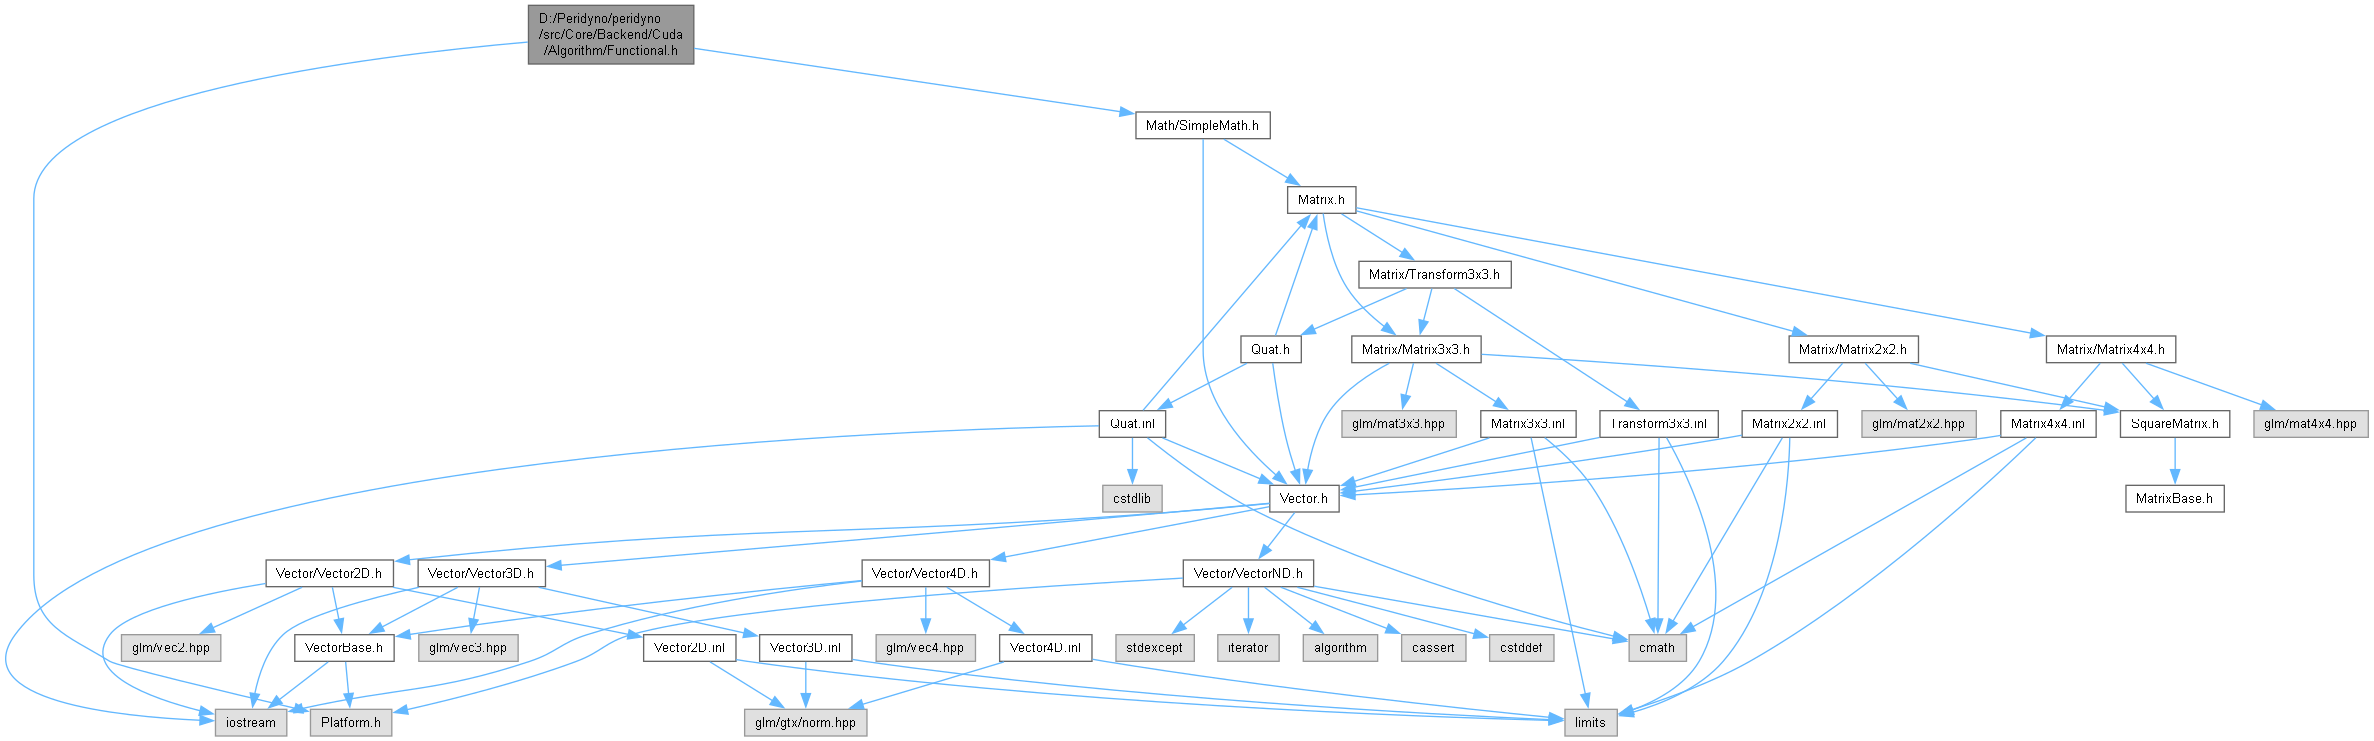 D:/Peridyno/peridyno
/src/Core/Backend/Cuda
/Algorithm/Functional.h
Math/SimpleMath.h
Matrix.h
Matrix/Transform3x3.h
Quat.h
Matrix/Matrix3x3.h
Matrix/Matrix2x2.h
Matrix/Matrix4x4.h
Quat.inl
glm/mat3x3.hpp
Matrix3x3.inl
Transform3x3.inl
Matrix2x2.inl
glm/mat2x2.hpp
Matrix4x4.inl
SquareMatrix.h
glm/mat4x4.hpp
cstdlib
Vector.h
MatrixBase.h
Vector/Vector2D.h
Vector/Vector3D.h
Vector/Vector4D.h
Vector/VectorND.h
glm/vec2.hpp
VectorBase.h
glm/vec3.hpp
Vector2D.inl
Vector3D.inl
glm/vec4.hpp
Vector4D.inl
stdexcept
iterator
algorithm
cassert
cstddef
cmath
iostream
Platform.h
glm/gtx/norm.hpp
limits